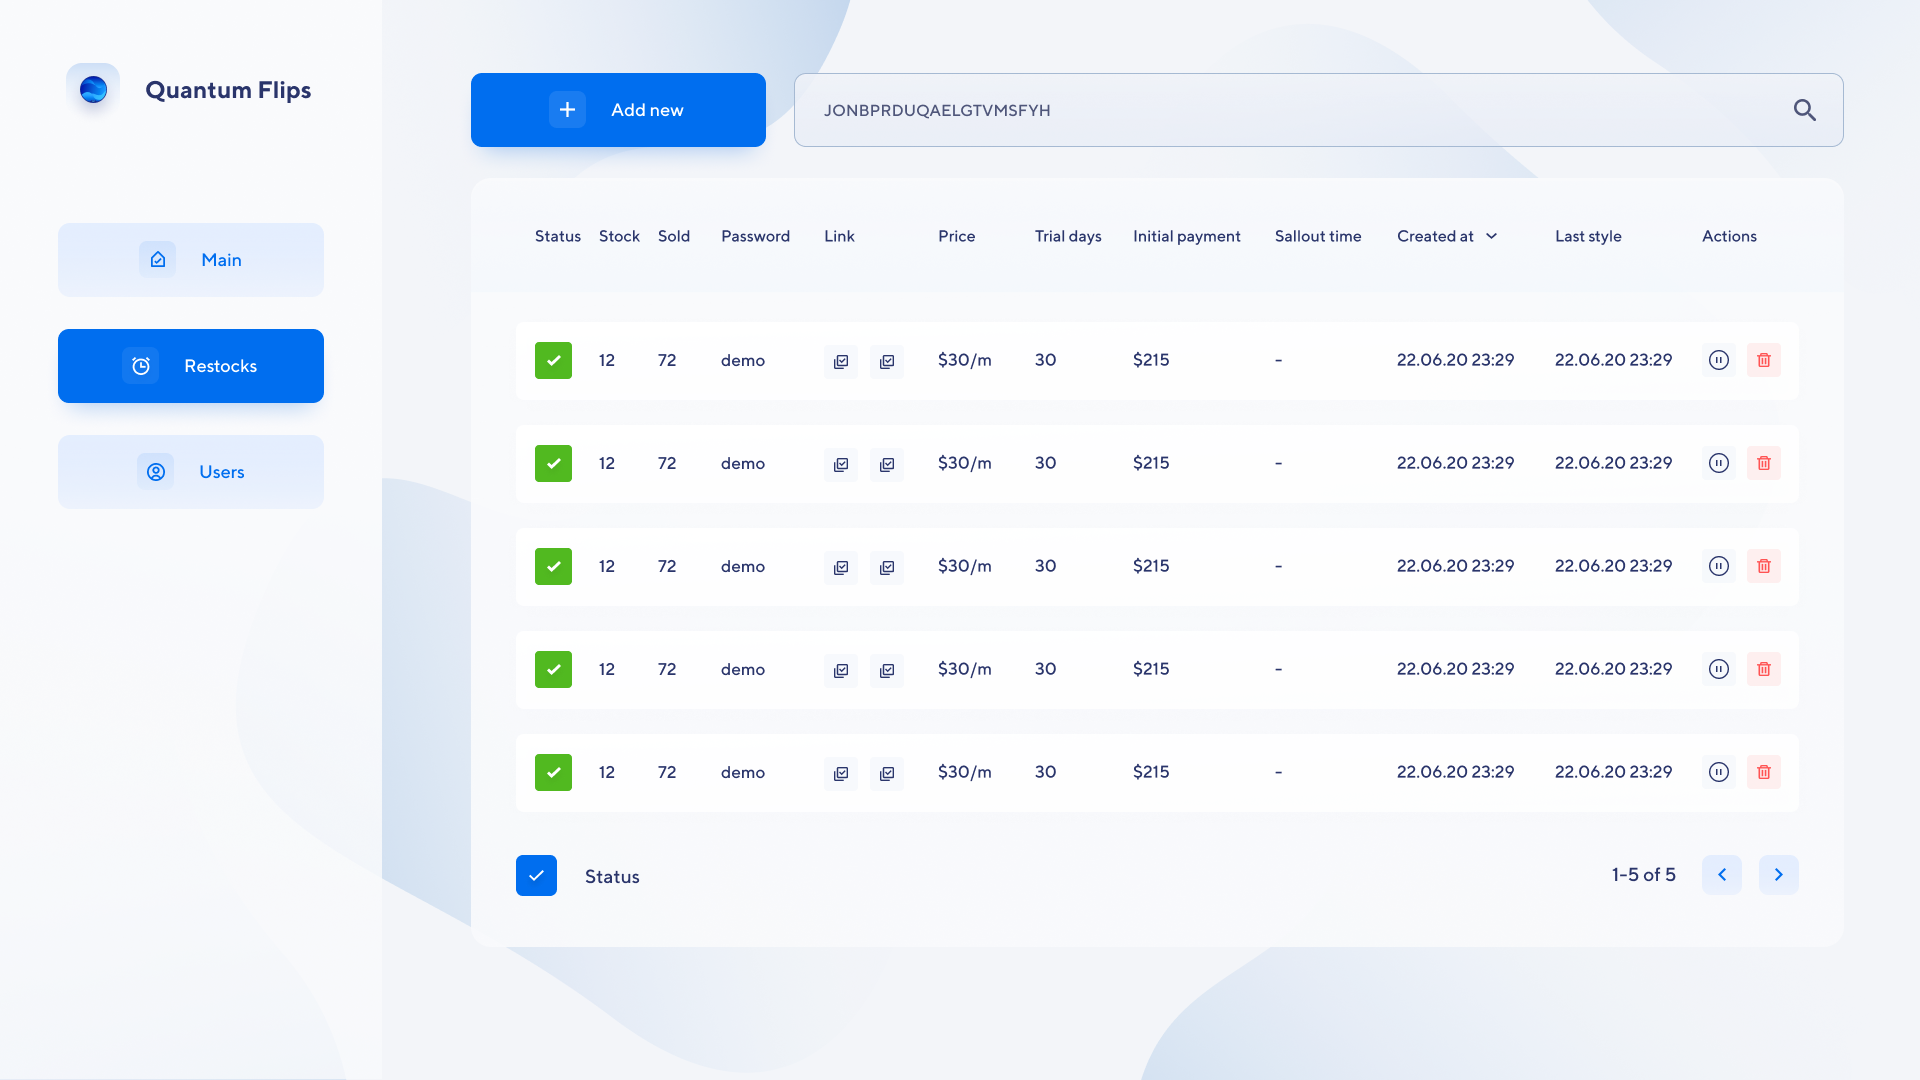 Quantum Flips
Add new
JONBPRDUQAELGTVMSFYH
Main
Restocks
Users
Status Stock Sold Password Link Price Trial days Initial payment Sallout time Created at Last style Actions
12 72 demo $30/m 30 $215 - 22.06.20 23:29 22.06.20 23:29
12 72 demo $30/m 30 $215 - 22.06.20 23:29 22.06.20 23:29
12 72 demo $30/m 30 $215 - 22.06.20 23:29 22.06.20 23:29
12 72 demo $30/m 30 $215 - 22.06.20 23:29 22.06.20 23:29
12 72 demo $30/m 30 $215 - 22.06.20 23:29 22.06.20 23:29
Status
1-5 of 5